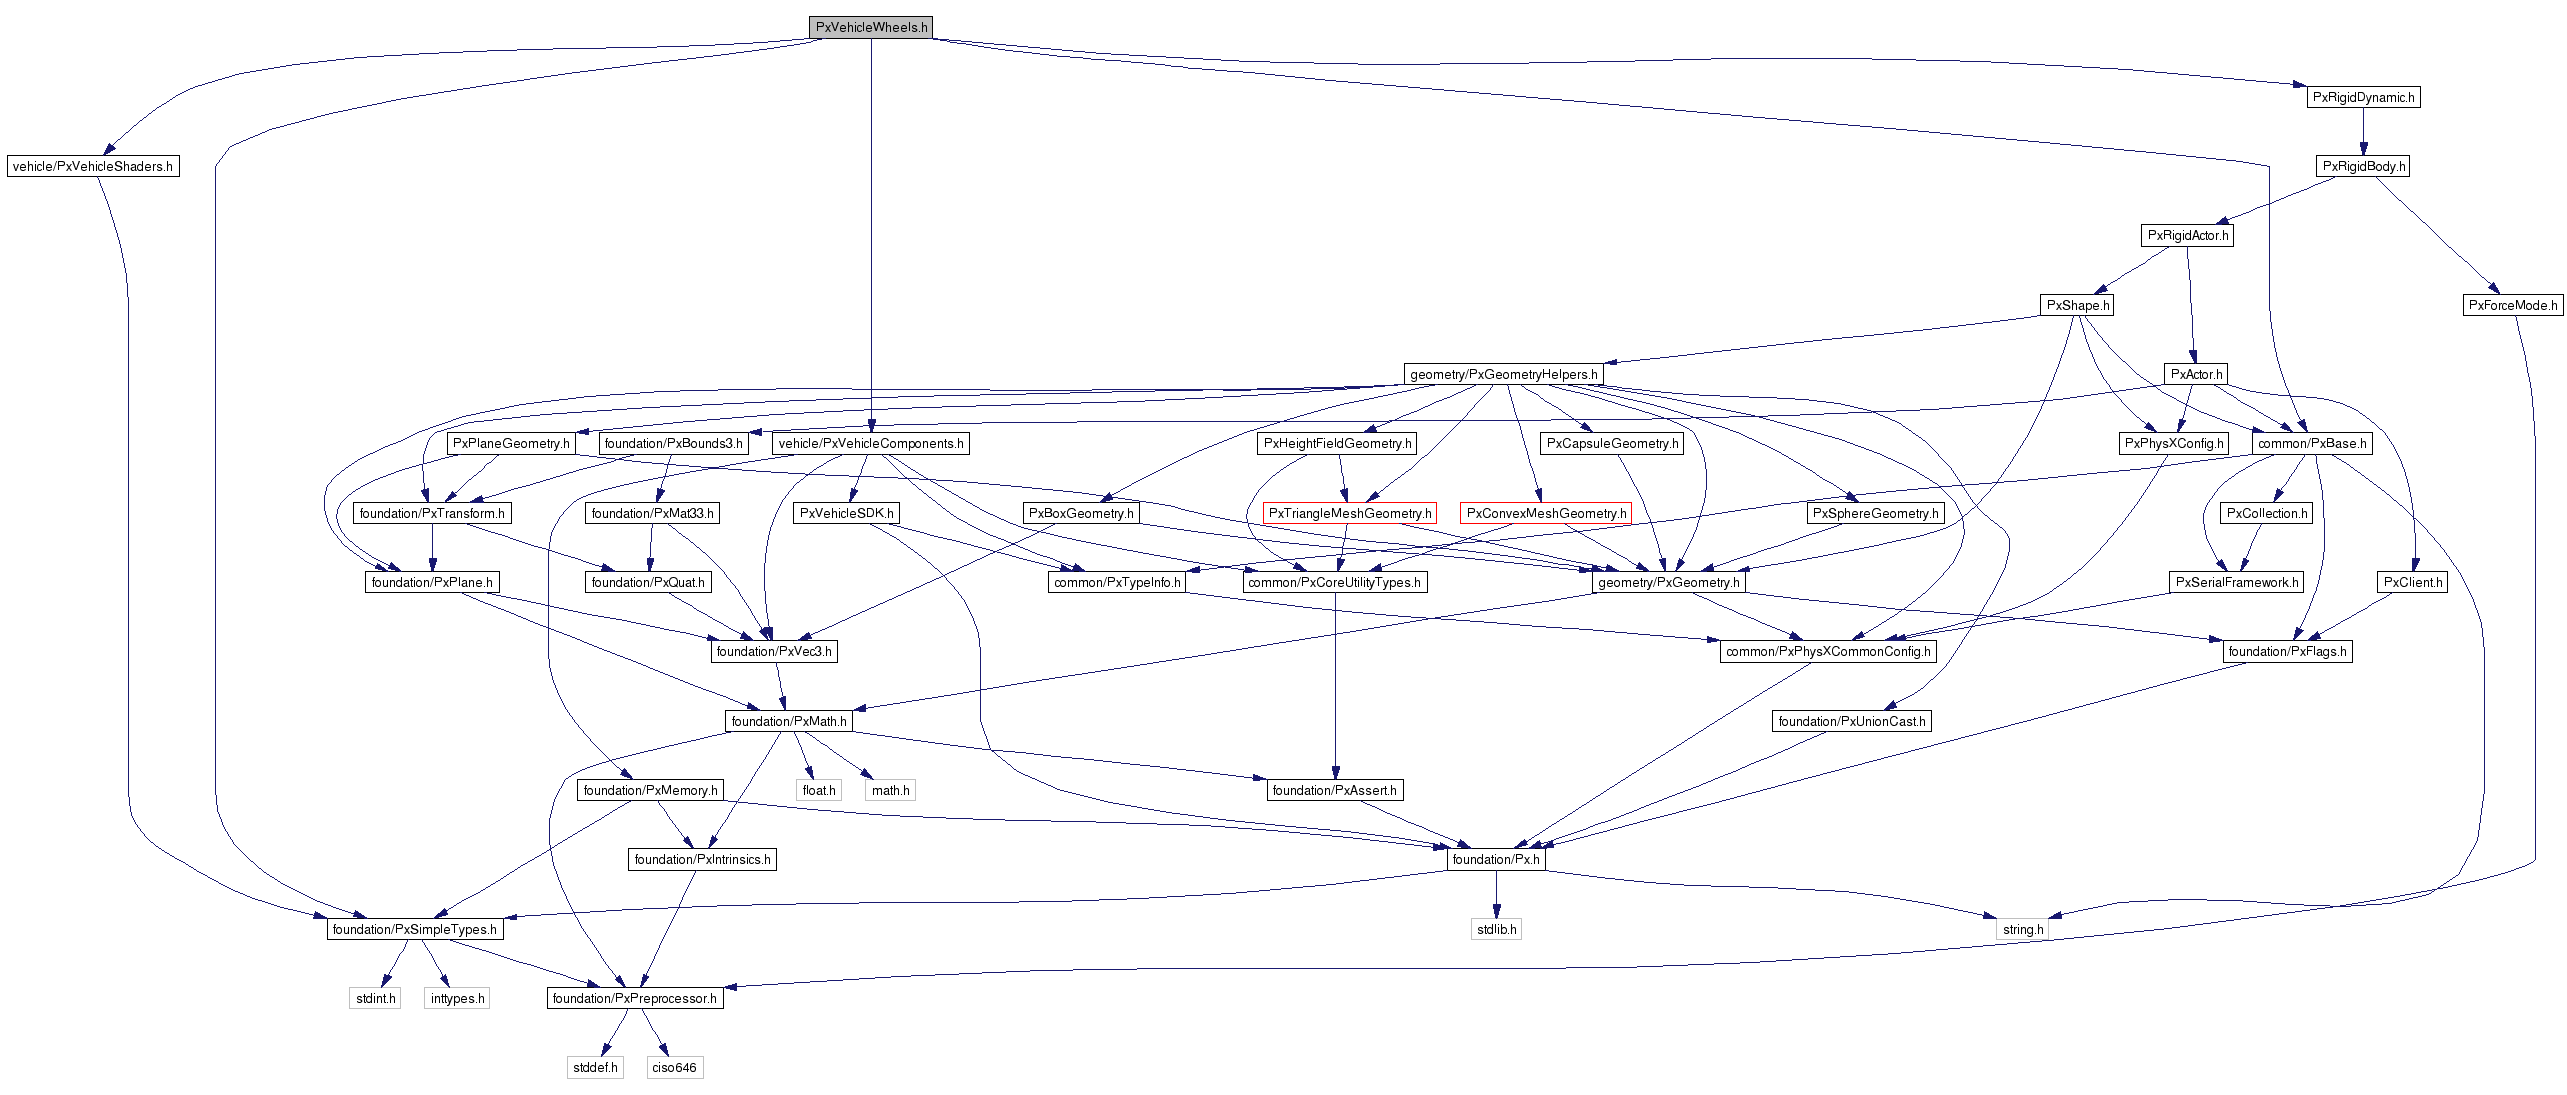 PxVehicleWheels.h
PxRigidDynamic.h
vehicle/PxVehicleShaders.h
PxRigidBody.h
PxRigidActor.h
PxShape.h
PxForceMode.h
geometry/PxGeometryHelpers.h
PxActor.h
PxPlaneGeometry.h
foundation/PxBounds3.h
vehicle/PxVehicleComponents.h
PxHeightFieldGeometry.h
PxCapsuleGeometry.h
PxPhysXConfig.h
common/PxBase.h
foundation/PxTransform.h
foundation/PxMat33.h
PxVehicleSDK.h
PxBoxGeometry.h
PxTriangleMeshGeometry.h
PxConvexMeshGeometry.h
PxSphereGeometry.h
PxCollection.h
foundation/PxPlane.h
foundation/PxQuat.h
common/PxTypeInfo.h
common/PxCoreUtilityTypes.h
geometry/PxGeometry.h
PxSerialFramework.h
PxClient.h
foundation/PxVec3.h
common/PxPhysXCommonConfig.h
foundation/PxFlags.h
foundation/PxMath.h
foundation/PxUnionCast.h
foundation/PxMemory.h
float.h
math.h
foundation/PxAssert.h
foundation/PxIntrinsics.h
foundation/Px.h
foundation/PxSimpleTypes.h
stdlib.h
string.h
stdint.h
inttypes.h
foundation/PxPreprocessor.h
stddef.h
ciso646